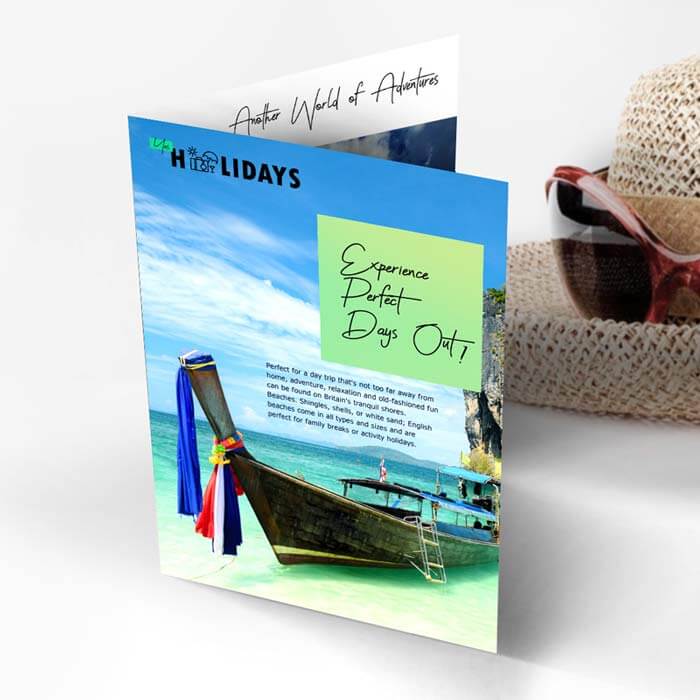 Another World of Adventures
HOLIDAYS
Experience
Perfect
Days Out!
Perfect for a day trip that's not too far away from
home, adventure, relaxation and old-fashioned fun
can be found on Britain's tranquil shores.
Beaches. Shingles, shells, or white sand; English
beaches come in all types and sizes and are
perfect for family breaks or activity holidays.